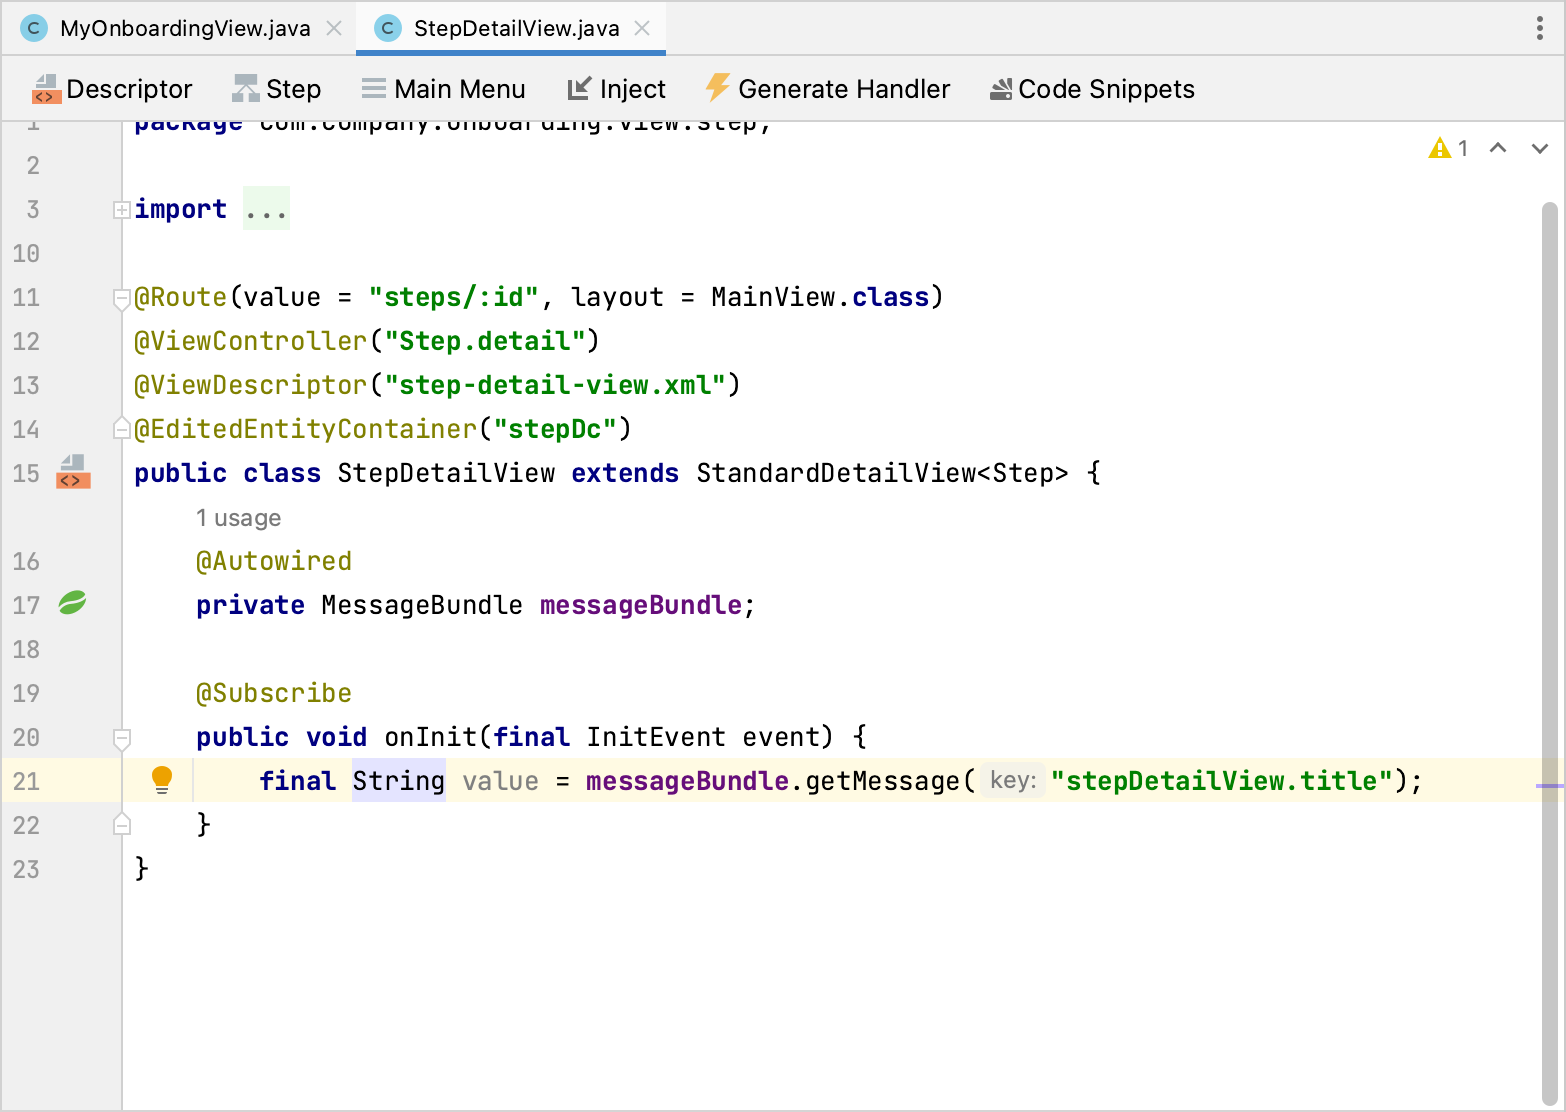 MyOnboardingView.java StepDetailView.java
Descriptor Step Main Menu Inject Generate Handler Code Snippets
1 package com.company.onboarding.view.step;
1
2
3 import ...
10
11 @Route(value = "steps/:id", layout = MainView.class)
12 @ViewController("Step.detail")
13 @ViewDescriptor("step-detail-view.xml")
14 @EditedEntityContainer("stepDc")
15 public class StepDetailView extends StandardDetailView<Step> {
1 usage
16 @Autowired
17 private MessageBundle messageBundle;
18
19 @Subscribe
20 public void onInit(final InitEvent event) {
21 final String value = messageBundle.getMessage( key: "stepDetailView.title");
22 }
23 }